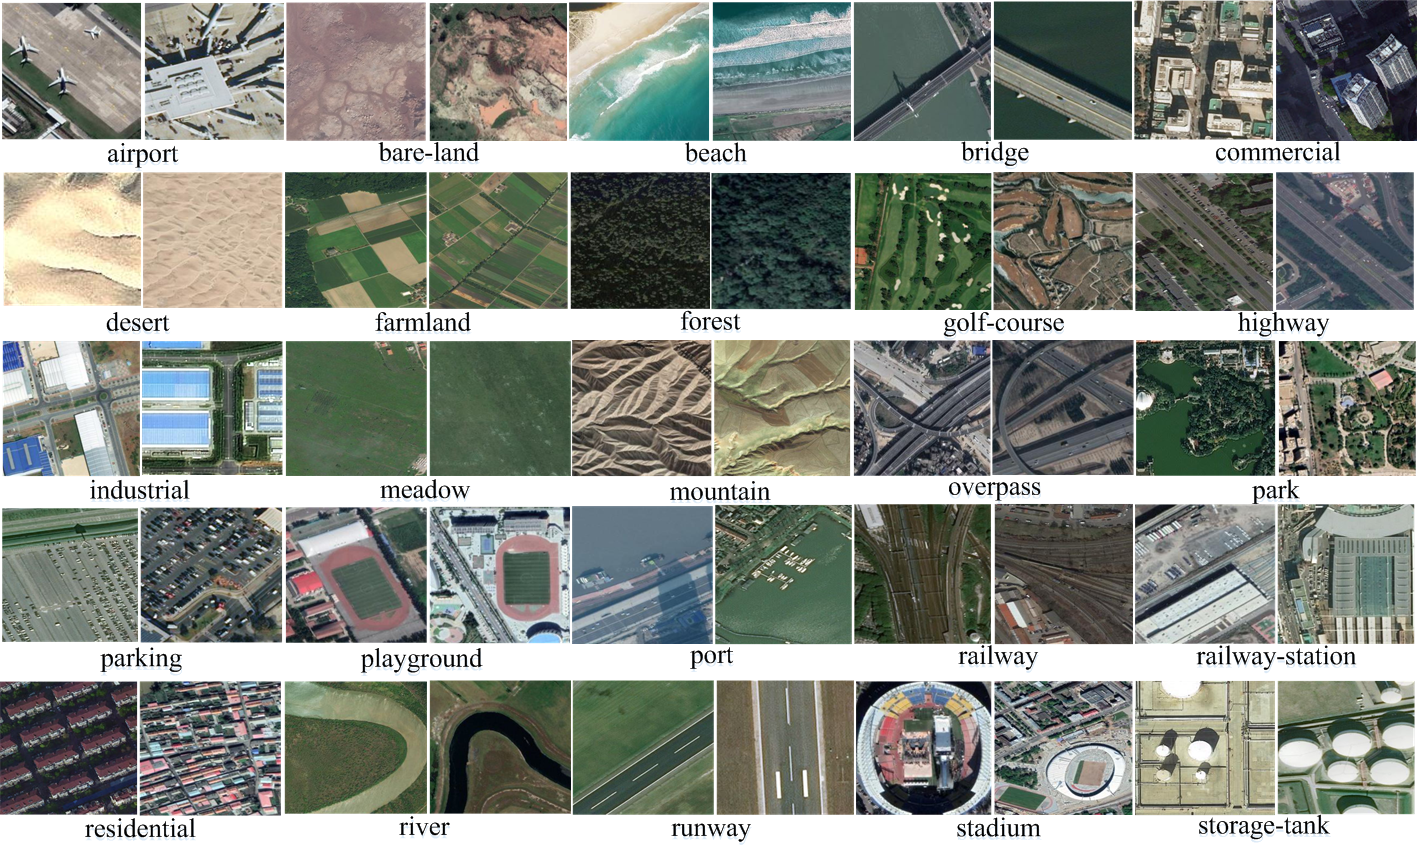 airport
bare-land
beach
bridge
commercial
desert
farmland
forest
golf-course
highway
industrial
meadow
mountain
overpass
park
parking
playground
port
railway
railway-station
residential
river
runway
stadium
storage-tank